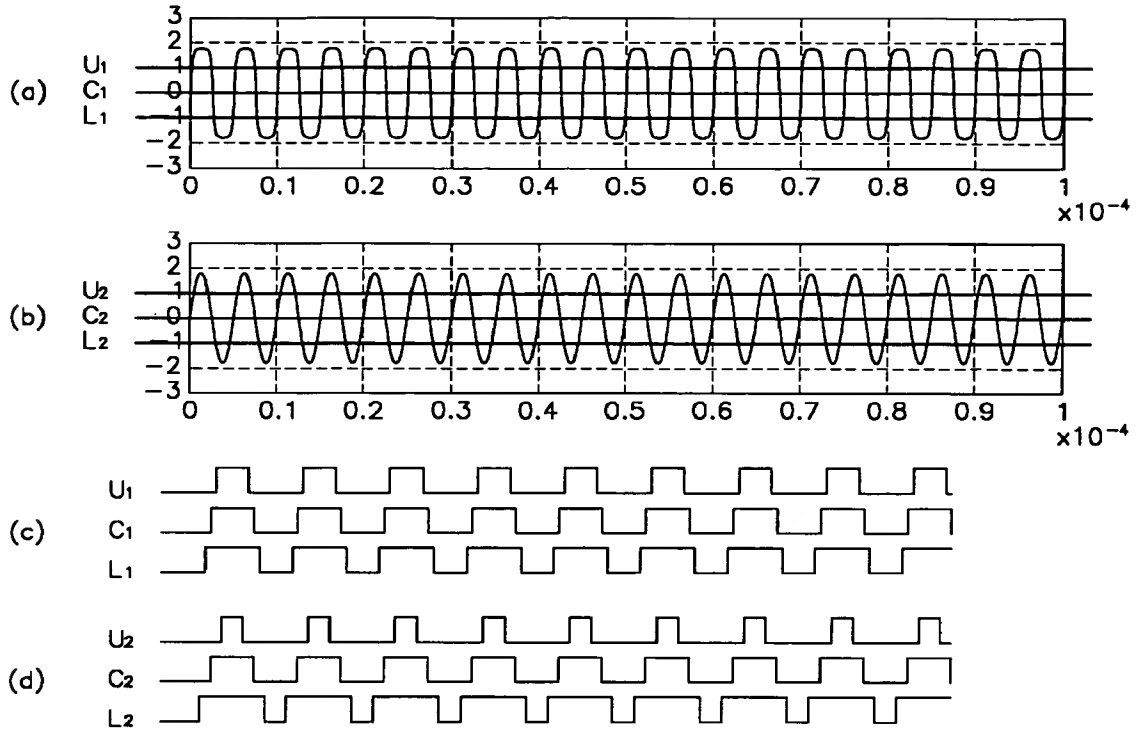 3
2
U1 1
(a) C1 0
L1 -1
-2
-3
0 0.1 0.2 0.3 0.4 0.5 0.6 0.7 0.8 0.9 1
x10-4
3
2
U2 1
(b) C2 0
L2 -1
-2
-3
0 0.1 0.2 0.3 0.4 0.5 0.6 0.7 0.8 0.9 1
x10-4
U1
(c) C1
L1
U2
(d) C2
L2